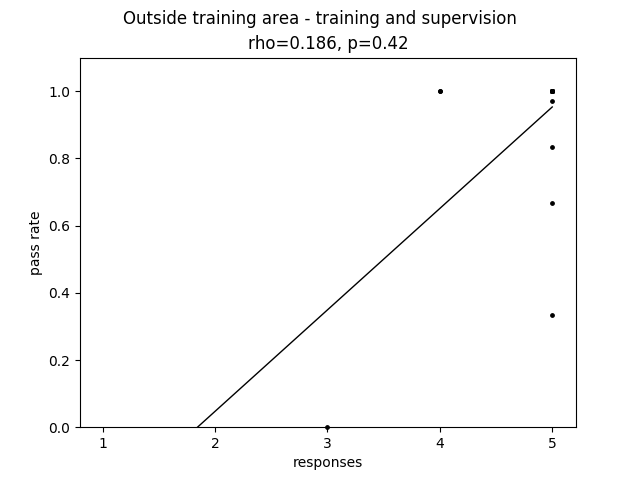 Outside training area - training and supervision
rho=0.186, p=0.42
1.0
0.8
0.6
0.4
0.2
0.0
pass rate
1 2 3 4 5
responses